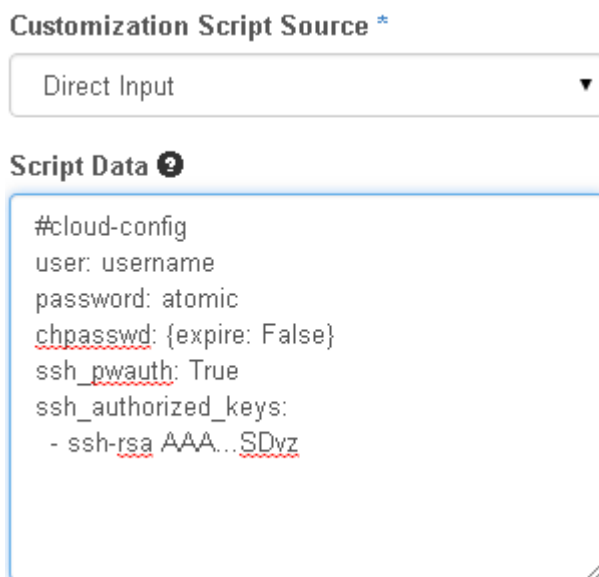 Customization Script Source *
Direct Input
Script Data ?
#cloud-config
user: username
password: atomic
chpasswd: {expire: False}
ssh_pwauth: True
ssh_authorized_keys:
  - ssh-rsa AAA...SDvz